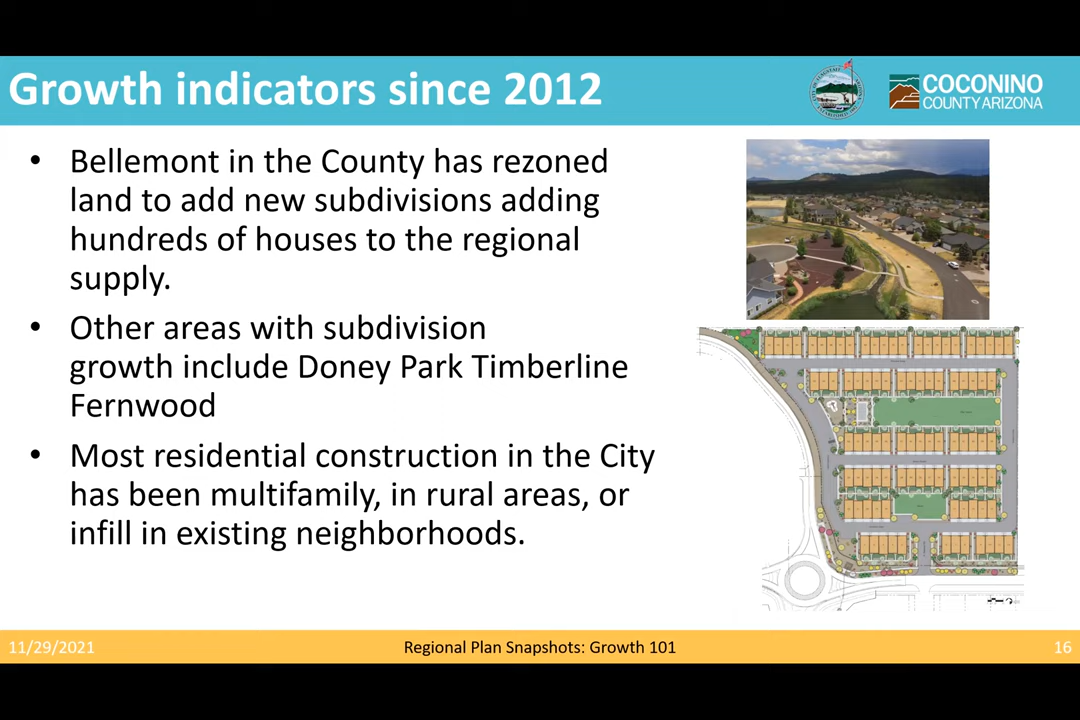 Growth indicators since 2012
COCONINO
COUNTY ARIZONA
• Bellemont in the County has rezoned
land to add new subdivisions adding
hundreds of houses to the regional
supply.
• Other areas with subdivision
growth include Doney Park Timberline
Fernwood
• Most residential construction in the City
has been multifamily, in rural areas, or
infill in existing neighborhoods.
11/29/2021
Regional Plan Snapshots: Growth 101
16